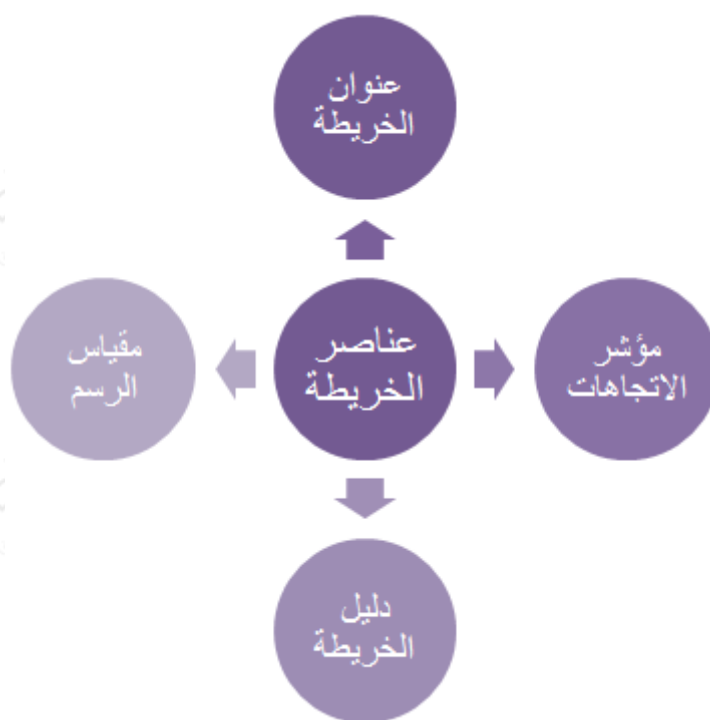 عنوان
الخريطة
مؤشر
الاتجاهات
عناصر
الخريطة
مقياس
الرسم
دليل
الخريطة